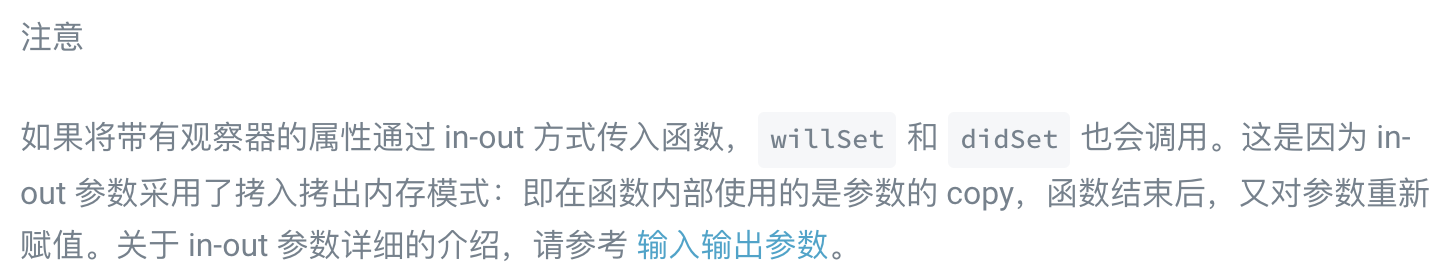 注意
如果将带有观察器的属性通过 in-out 方式传入函数， willSet 和 didSet 也会调用。这是因为 in-
out 参数采用了拷入拷出内存模式：即在函数内部使用的是参数的 copy，函数结束后，又对参数重新
赋值。关于 in-out 参数详细的介绍，请参考 输入输出参数。